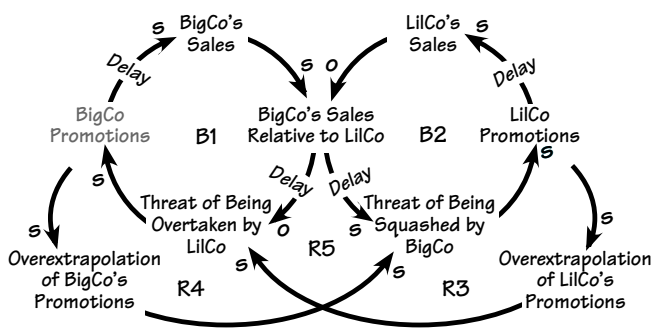 S
BigCo's
Sales
LilCo's
Sales
S
Delay
S
O
Delay
BigCo
Promotions
B1
BigCo's Sales
Relative to LilCo
B2
LilCo
Promotions
S
S
Delay
Delay
Threat of Being
Overtaken by
LilCo
O
S
Threat of Being
Squashed by
BigCo
S
S
R5
S
S
Overextrapolation
of BigCo's
Promotions
R4
R3
Overextrapolation
of LilCo's
Promotions